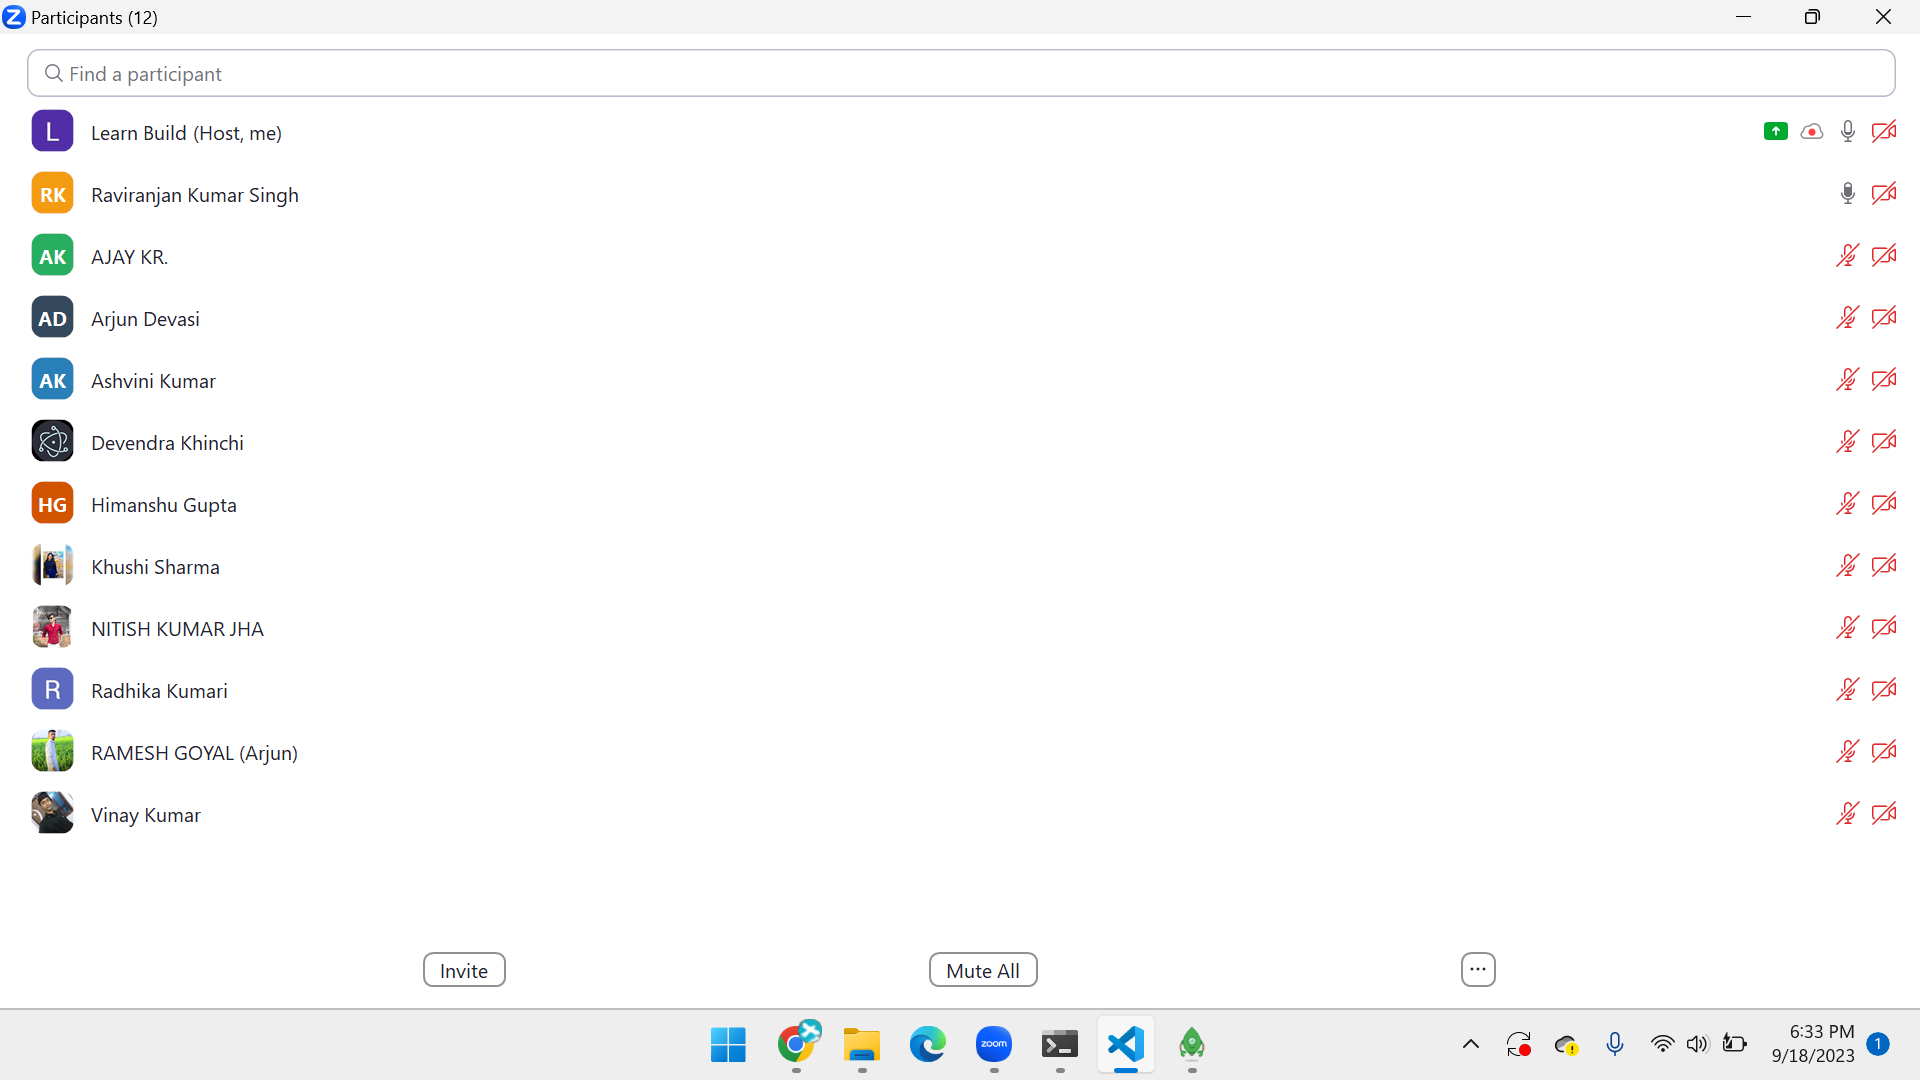 Participants (12)
Find a participant
L Learn Build (Host, me)
RK Raviranjan Kumar Singh
AK AJAY KR.
AD Arjun Devasi
AK Ashvini Kumar
Devendra Khinchi
HG Himanshu Gupta
Khushi Sharma
NITISH KUMAR JHA
R Radhika Kumari
RAMESH GOYAL (Arjun)
Vinay Kumar
Invite Mute All ...
zoom
6:33 PM
9/18/2023 1